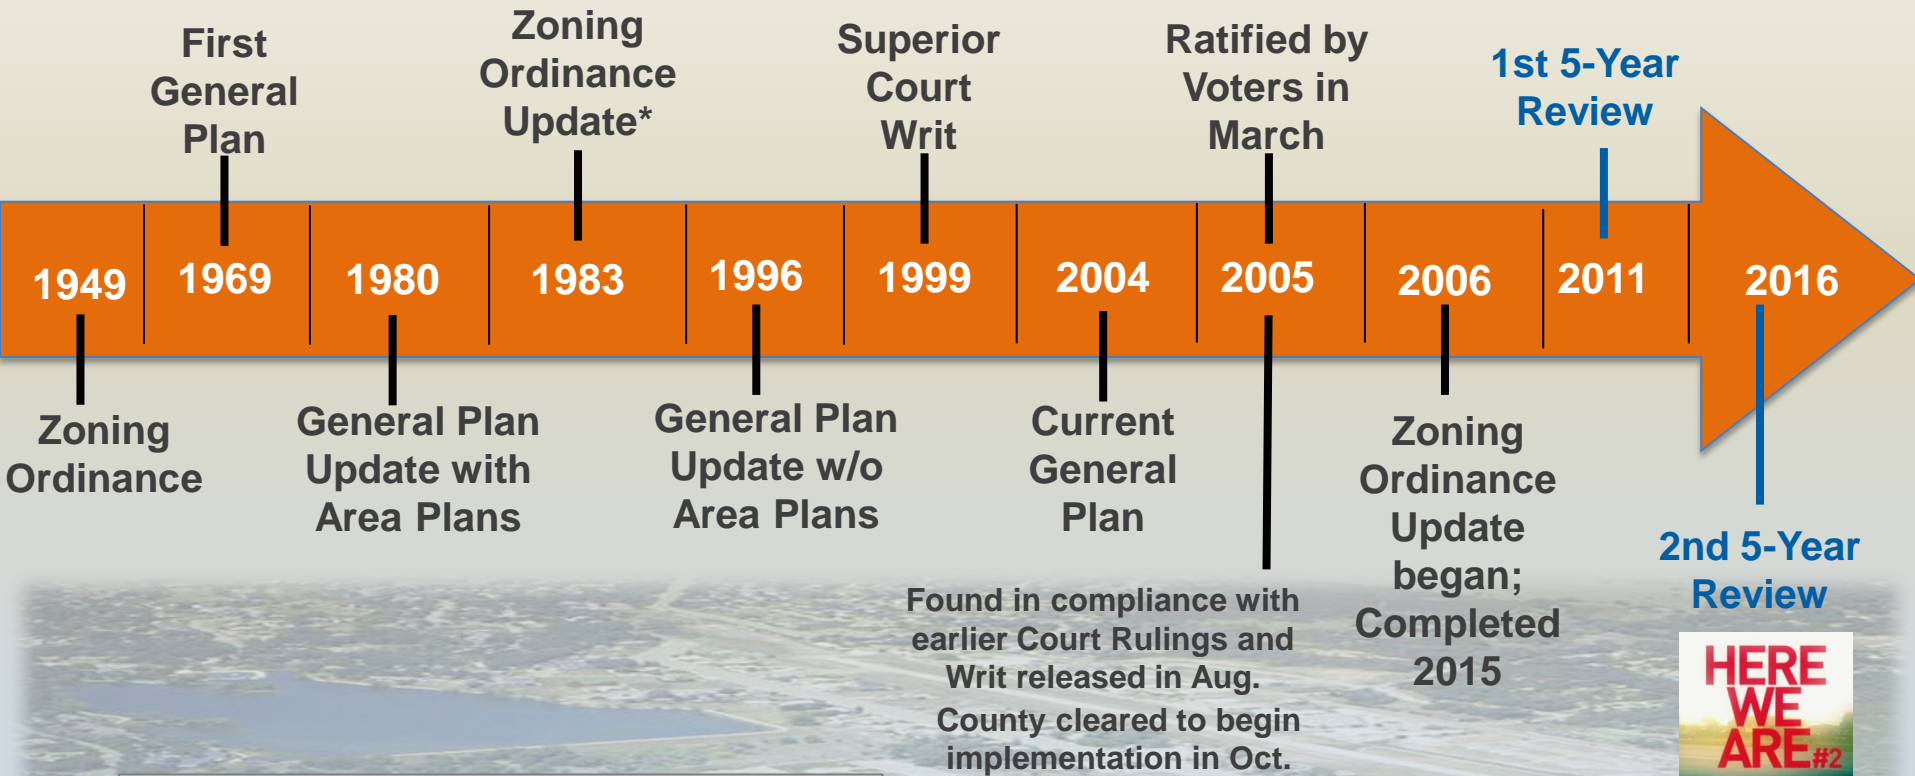 First
General
Plan
Zoning
Ordinance
Update*
Superior
Court
Writ
Ratified by
Voters in
March
1st 5-Year
Review
1949
1969
1980
1983
1996
1999
2004
2005
2006
2011
2016
Zoning
Ordinance
General Plan
Update with
Area Plans
General Plan
Update w/o
Area Plans
Current
General
Plan
Found in compliance with
earlier Court Rulings and
Writ released in Aug.
County cleared to begin
implementation in Oct.
Zoning
Ordinance
Update
began;
Completed
2015
2nd 5-Year
Review
HERE
WE
ARE#2